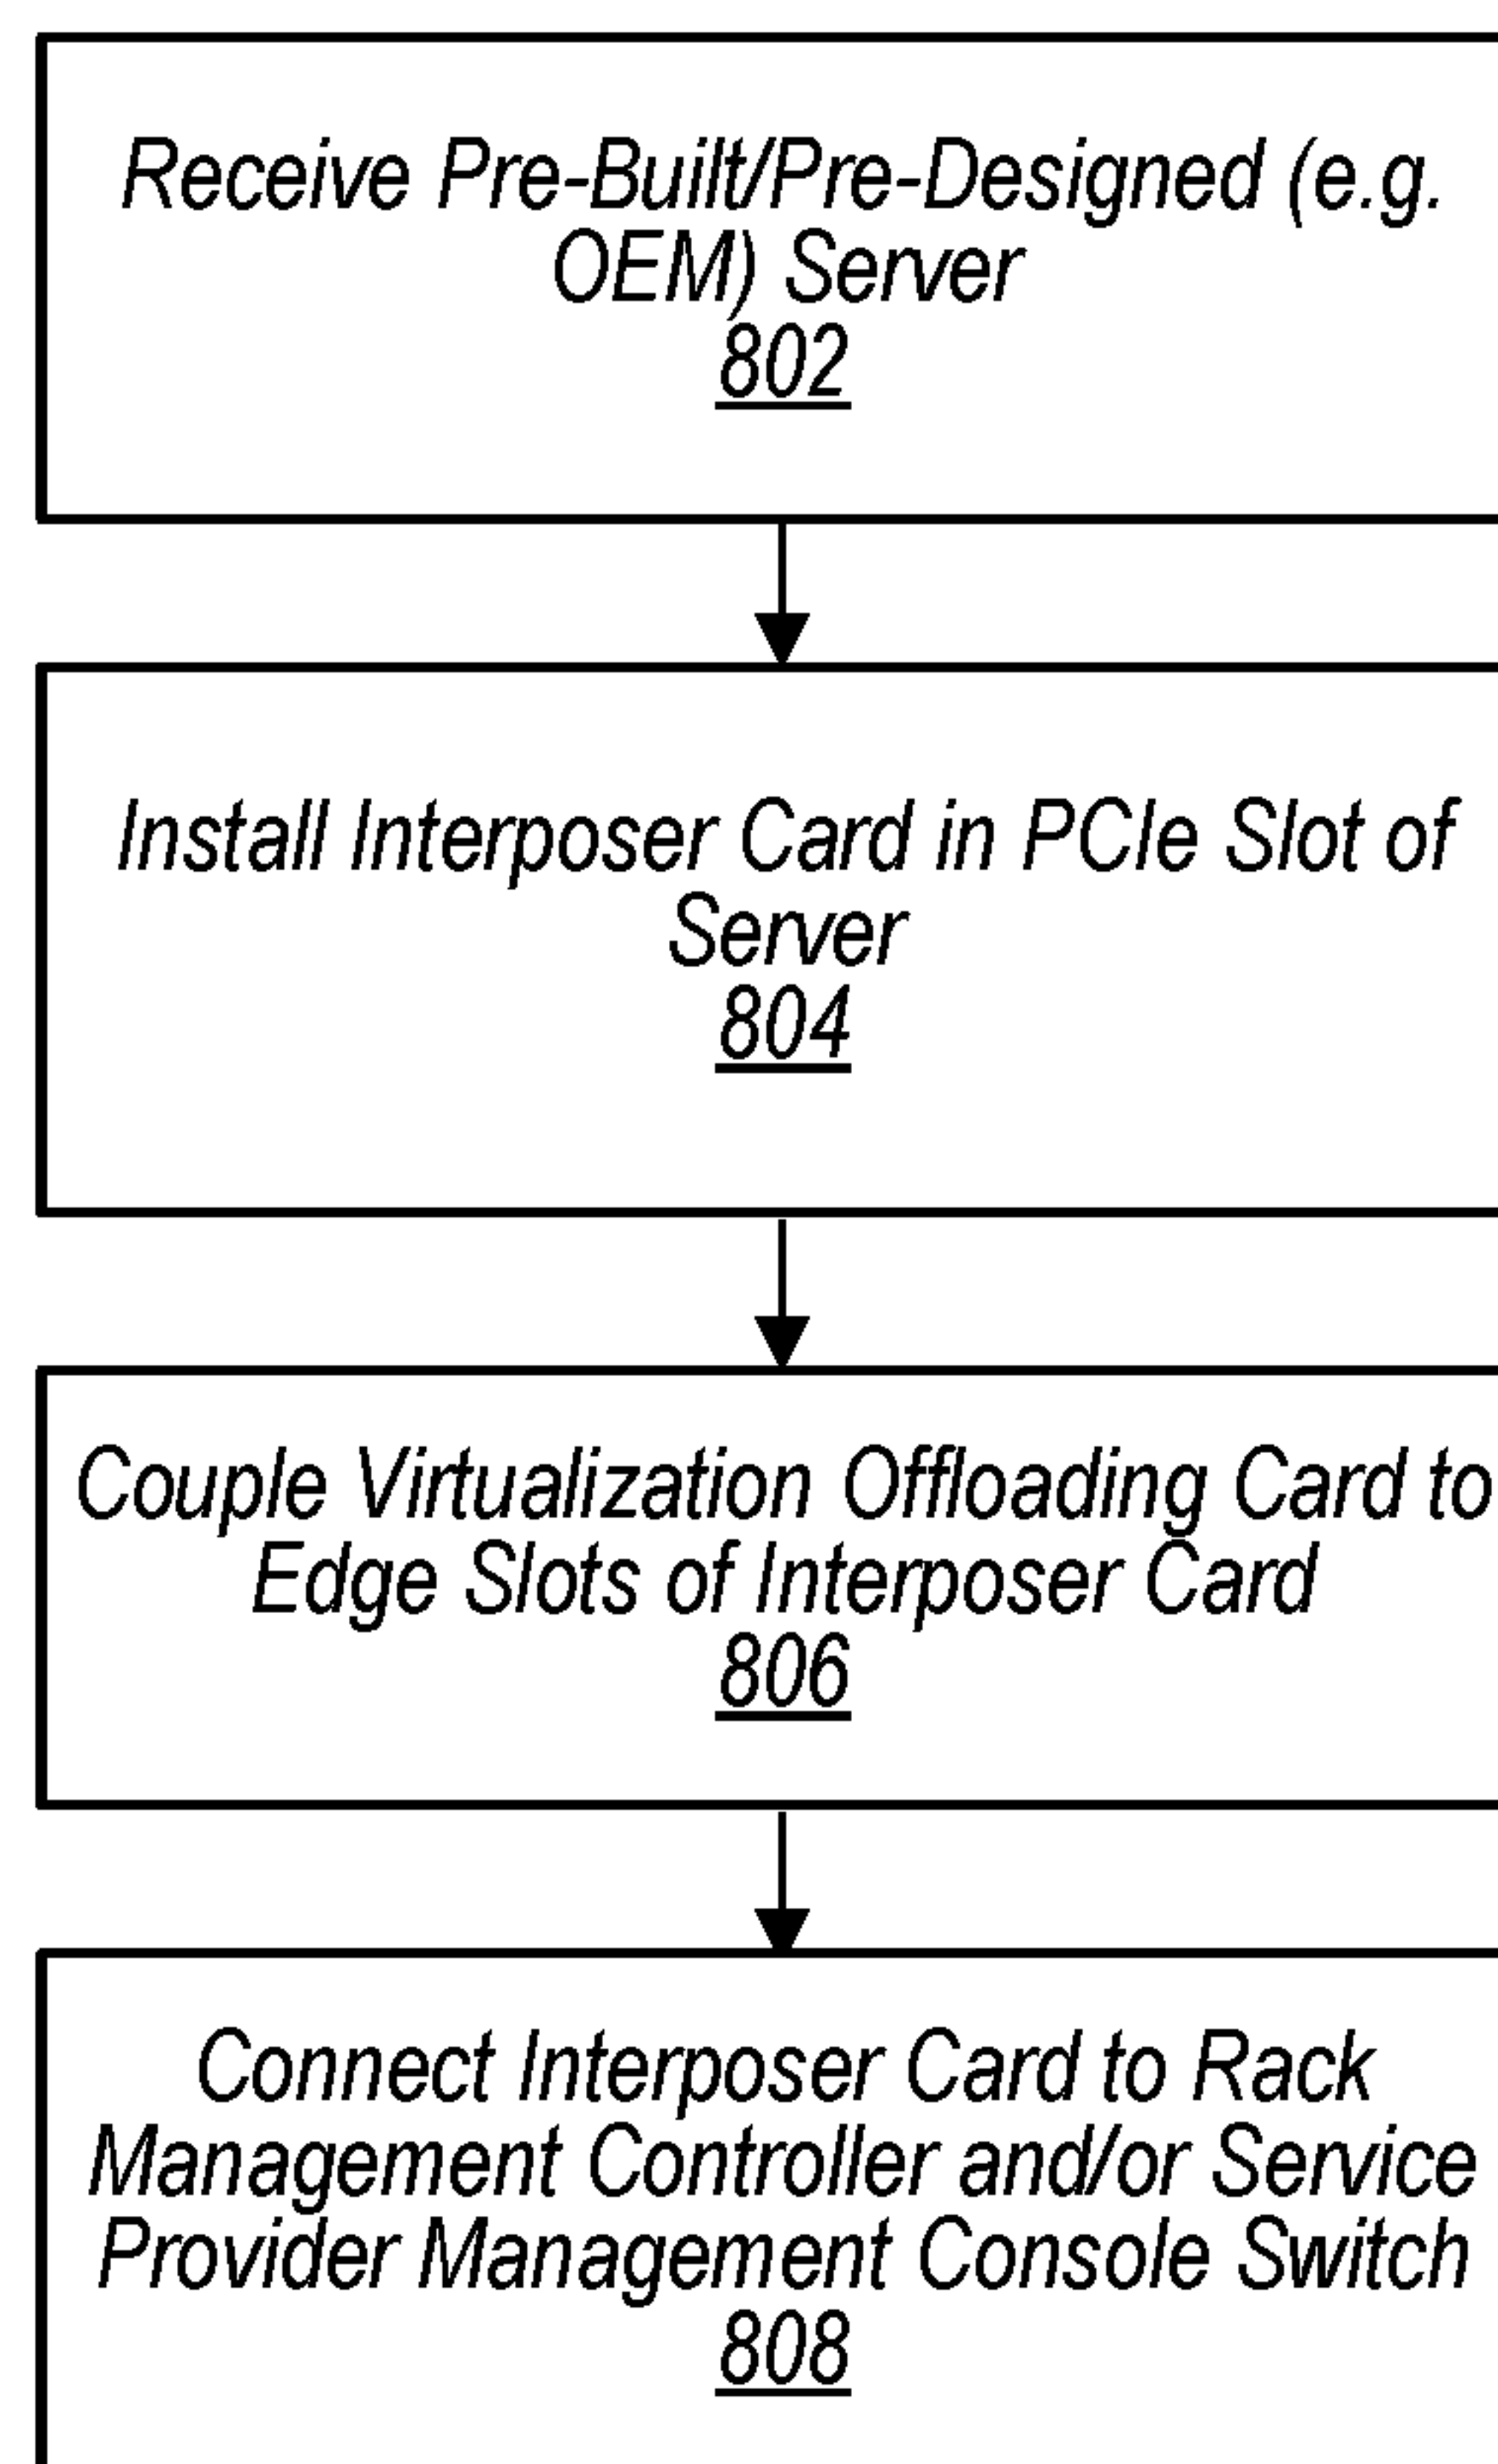 Receive Pre-Built/Pre-Designed (e.g.
OEM) Server
802
Install Interposer Card in PCIe Slot of
Server
804
Couple Virtualization Offloading Card to
Edge Slots of Interposer Card
806
Connect Interposer Card to Rack
Management Controller and/or Service
Provider Management Console Switch
808